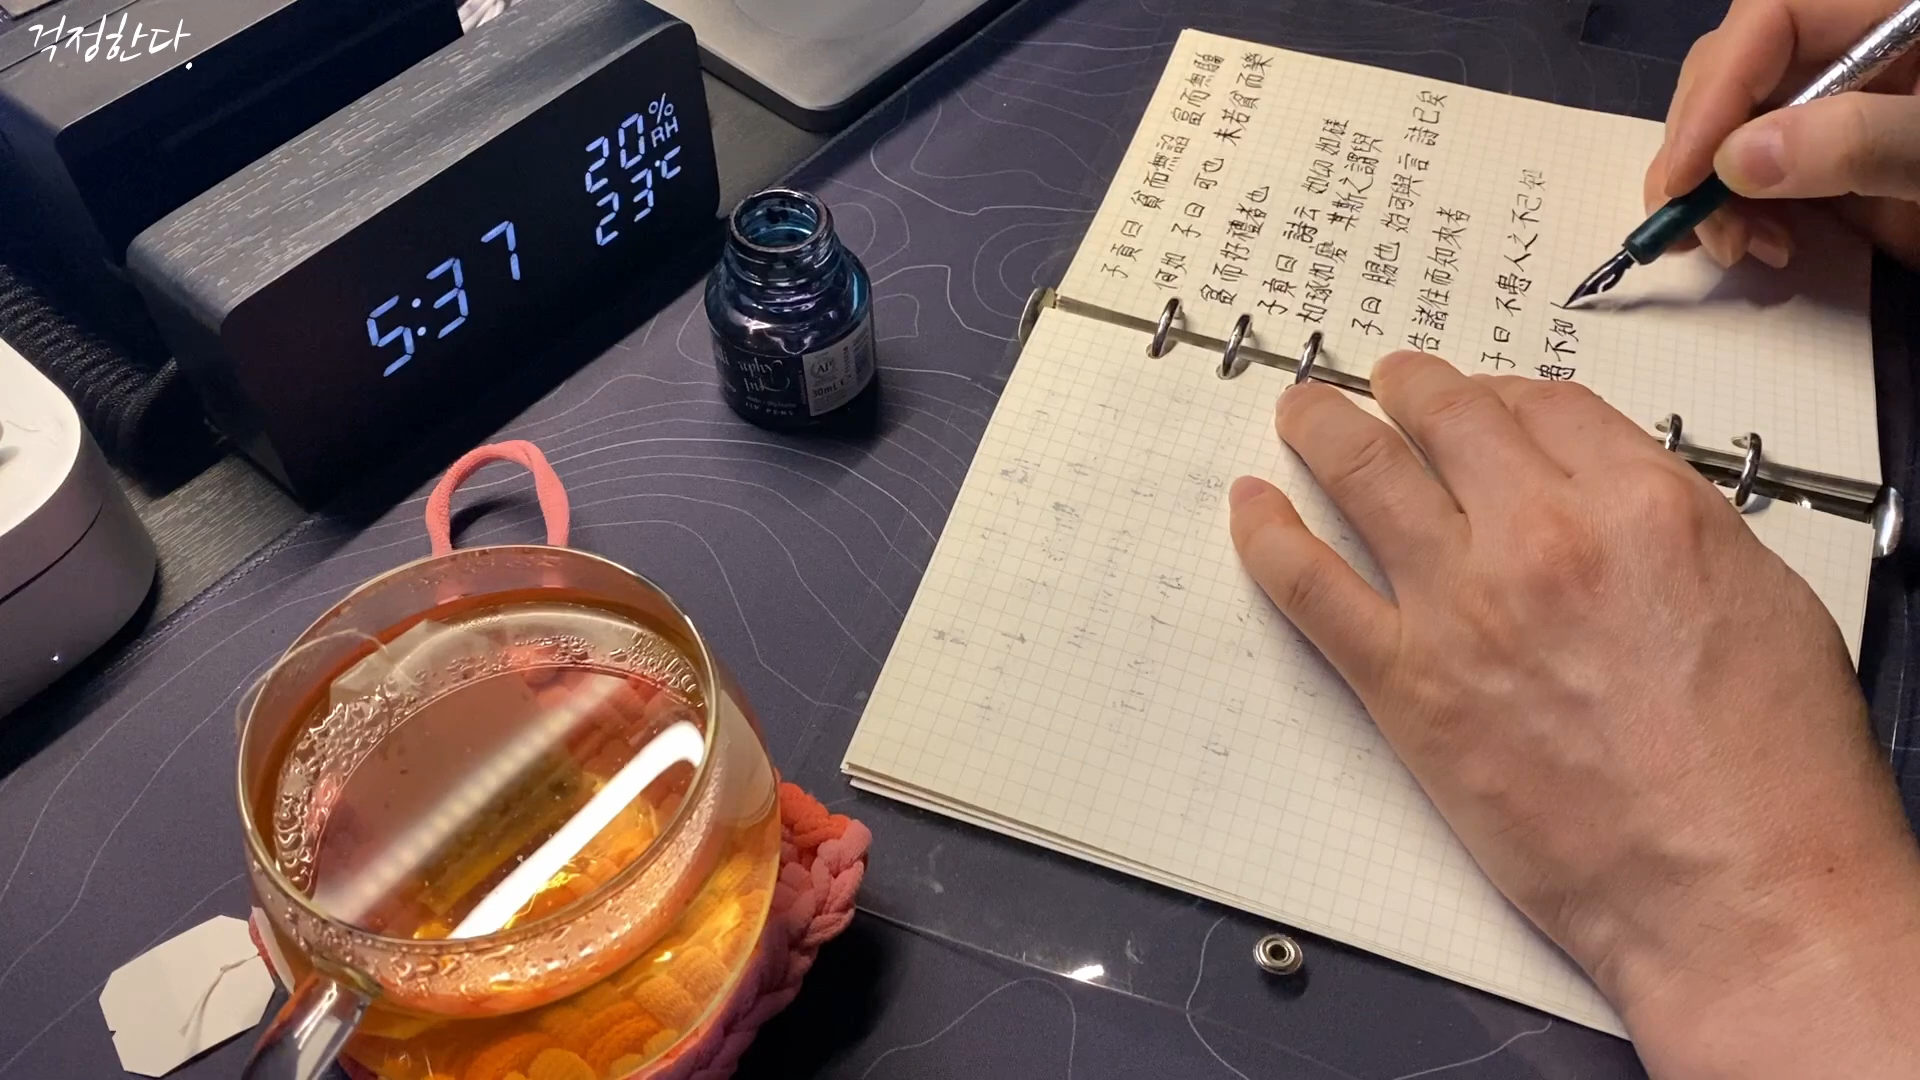 걱정한다.
20%
RH
23°C
5:37
raphy
Ink
30mL
子貢曰 貧而無諂 富而無驕
何如 子曰 可也 未若貧而樂
富而好禮者也
子貢曰 詩云 如切如磋
如琢如磨 其斯之謂與
子曰 賜也 始可與言 詩已矣
告諸往而知來者
子曰 不患人之不己知
患不知